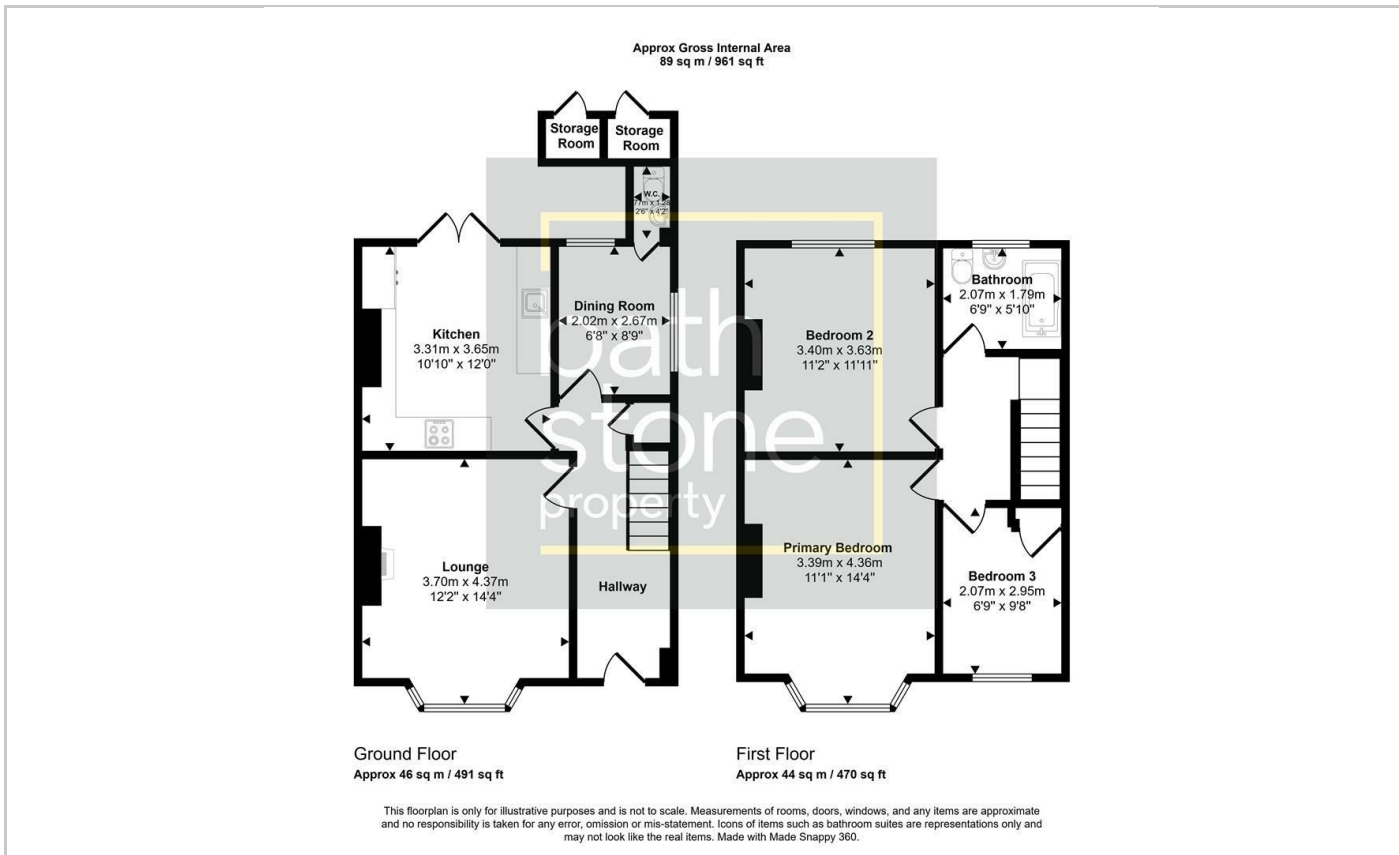 Approx Gross Internal Area
89 sq m / 961 sq ft
Storage
Room
Storage
Room
W.C.
2'6" x 4'2"
Dining Room
2.02m x 2.67m
6'8" x 8'9"
Kitchen
3.31m x 3.65m
10'10" x 12'0"
Lounge
3.70m x 4.37m
12'2" x 14'4"
Hallway
Bathroom
2.07m x 1.79m
6'9" x 5'10"
Bedroom 2
3.40m x 3.63m
11'2" x 11'11"
Primary Bedroom
3.39m x 4.36m
11'1" x 14'4"
Bedroom 3
2.07m x 2.95m
6'9" x 9'8"
bath
stone
property
Ground Floor
Approx 46 sq m / 491 sq ft
First Floor
Approx 44 sq m / 470 sq ft
This floorplan is only for illustrative purposes and is not to scale. Measurements of rooms, doors, windows, and any items are approximate
and no responsibility is taken for any error, omission or mis-statement. Icons of items such as bathroom suites are representations only and
may not look like the real items. Made with Made Snappy 360.